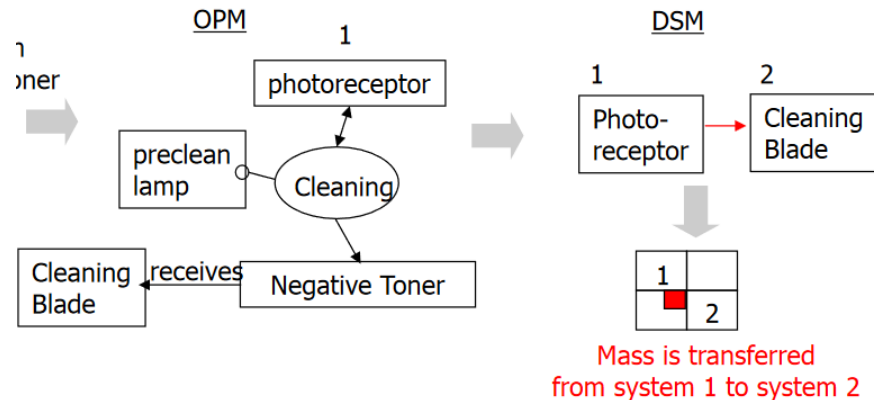 OPM
DSM
oner
1
photoreceptor
preclean
lamp
Cleaning
Cleaning
Blade
receives
Negative Toner
1
2
Photo-
receptor
Cleaning
Blade
1
2
Mass is transferred
from system 1 to system 2